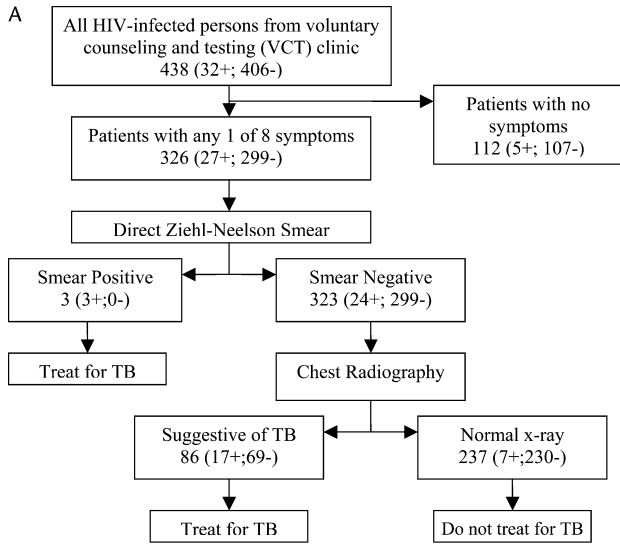 A
All HIV-infected persons from voluntary
counseling and testing (VCT) clinic
438 (32+; 406-)
Patients with no
symptoms
112 (5+; 107-)
Patients with any 1 of 8 symptoms
326 (27+; 299-)
Direct Ziehl-Neelson Smear
Smear Positive
3 (3+;0-)
Smear Negative
323 (24+; 299-)
Treat for TB
Chest Radiography
Suggestive of TB
86 (17+;69-)
Normal x-ray
237 (7+;230-)
Treat for TB
Do not treat for TB